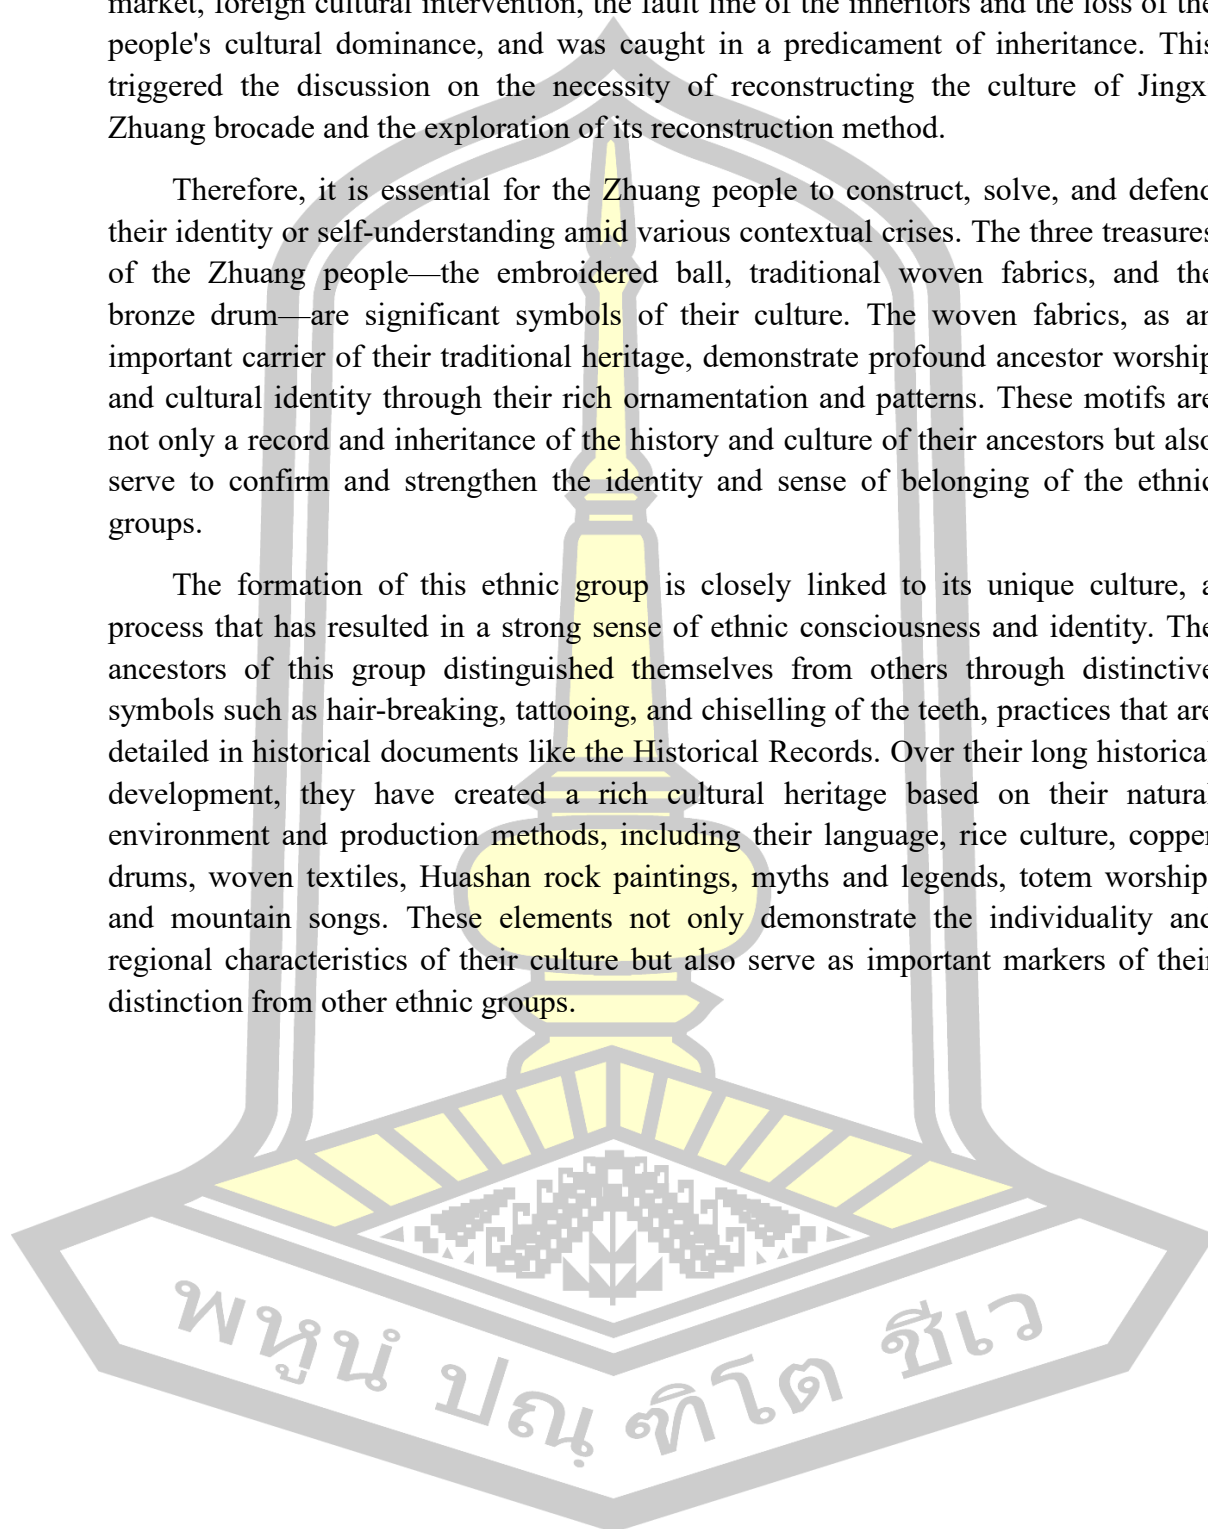 market, foreign cultural intervention, the fault line of the inheritors and the loss of the
people's cultural dominance, and was caught in a predicament of inheritance. This
triggered the discussion on the necessity of reconstructing the culture of Jingx
Zhuang brocade and the exploration of its reconstruction method.
Therefore, it is essential for the Zhuang people to construct, solve, and defend
their identity or self-understanding amid various contextual crises. The three treasures
of the Zhuang people—the embroidered ball, traditional woven fabrics, and the
bronze drum—are significant symbols of their culture. The woven fabrics, as an
important carrier of their traditional heritage, demonstrate profound ancestor worship
and cultural identity through their rich ornamentation and patterns. These motifs are
not only a record and inheritance of the history and culture of their ancestors but also
serve to confirm and strengthen the identity and sense of belonging of the ethnic
groups.
The formation of this ethnic group is closely linked to its unique culture, a
process that has resulted in a strong sense of ethnic consciousness and identity. The
ancestors of this group distinguished themselves from others through distinctive
symbols such as hair-breaking, tattooing, and chiselling of the teeth, practices that are
detailed in historical documents like the Historical Records. Over their long historical
development, they have created a rich cultural heritage based on their natural
environment and production methods, including their language, rice culture, copper
drums, woven textiles, Huashan rock paintings, myths and legends, totem worship
and mountain songs. These elements not only demonstrate the individuality and
regional characteristics of their culture but also serve as important markers of their
distinction from other ethnic groups.
พหูนํ ปณฺฑิโต ชีเว